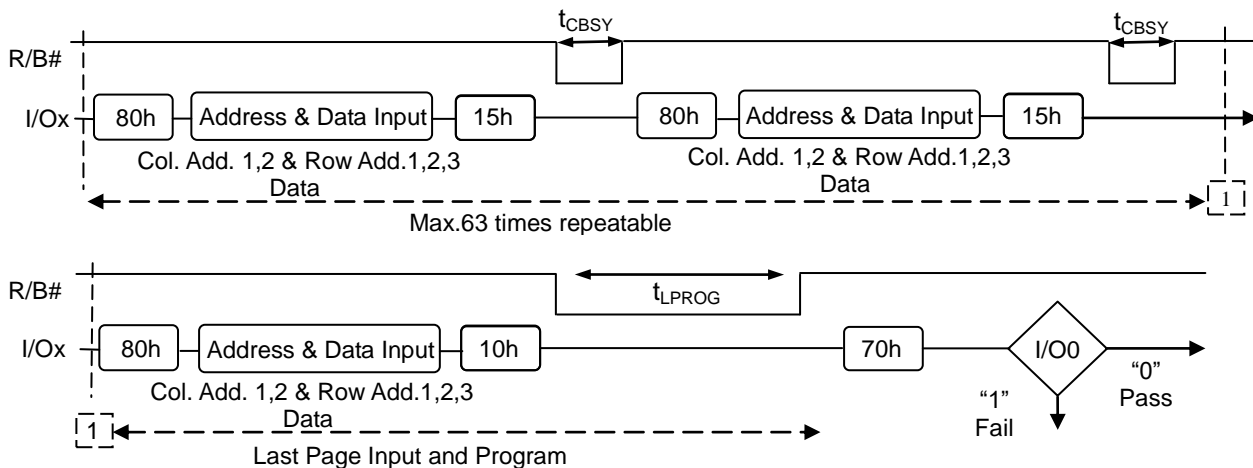 tCBSY tCBSY
R/B#
I/Ox 80h Address & Data Input 15h 80h Address & Data Input 15h
Col. Add. 1,2 & Row Add.1,2,3 Col. Add. 1,2 & Row Add.1,2,3
Data Data
1
Max.63 times repeatable
R/B#
tLPROG
I/Ox 80h Address & Data Input 10h 70h I/O0
Col. Add. 1,2 & Row Add.1,2,3 “1” “0”
Data Fail Pass
1
Last Page Input and Program